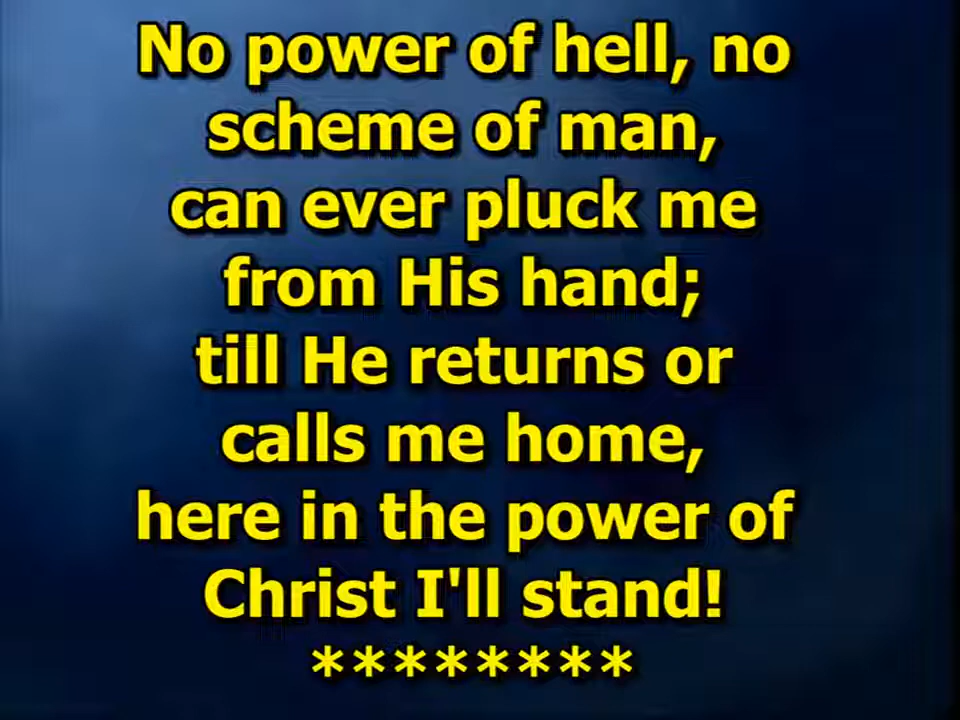 No power of hell, no
scheme of man,
can ever pluck me
from His hand;
till He returns or
calls me home,
here in the power of
Christ I'll stand!
********